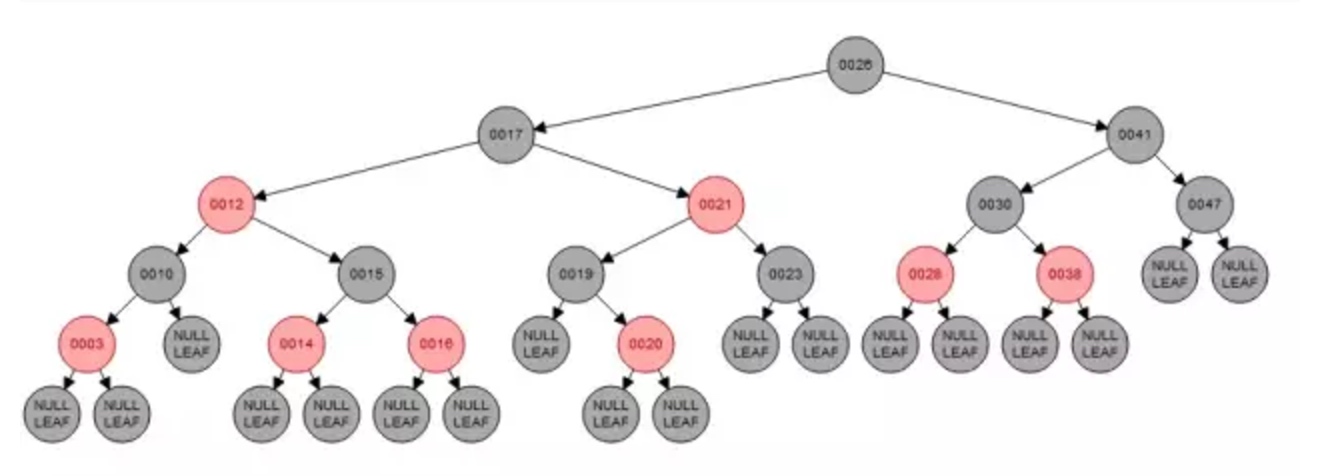 0026
0017
0041
0012
0021
0030
0047
0010
0015
0019
0023
0028
0038
NULL
LEAF
NULL
LEAF
0003
NULL
LEAF
0014
0016
NULL
LEAF
0020
NULL
LEAF
NULL
LEAF
NULL
LEAF
NULL
LEAF
NULL
LEAF
NULL
LEAF
NULL
LEAF
NULL
LEAF
NULL
LEAF
NULL
LEAF
NULL
LEAF
NULL
LEAF
NULL
LEAF
NULL
LEAF